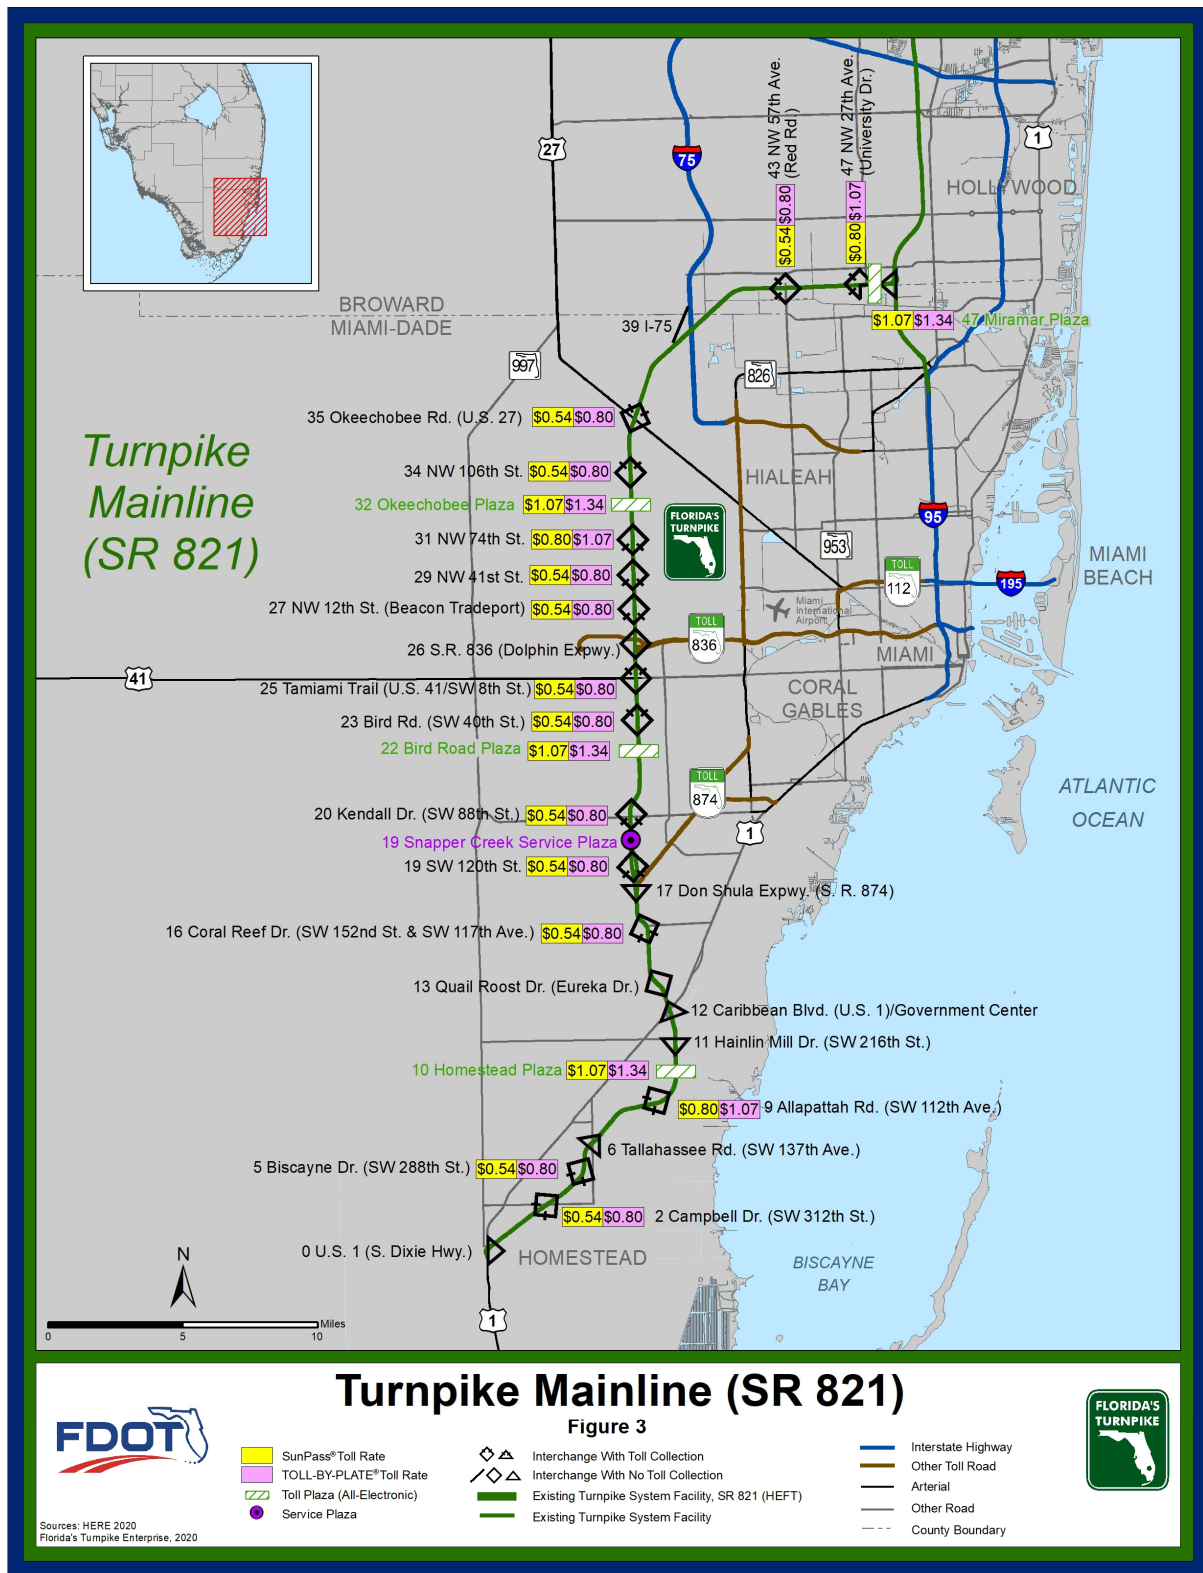 43 NW 57th Ave.
(Red Rd.)
$0.54 $0.80
47 NW 27th Ave.
(University Dr.)
$0.80 $1.07
27
75
1
HOLLYWOOD
BROWARD
MIAMI-DADE
39 I-75
$1.07 $1.34 47 Miramar Plaza
997
826
35 Okeechobee Rd. (U.S. 27) $0.54 $0.80
Turnpike
Mainline
(SR 821)
34 NW 106th St. $0.54 $0.80
HIALEAH
32 Okeechobee Plaza $1.07 $1.34
FLORIDA'S
TURNPIKE
95
31 NW 74th St. $0.80 $1.07
953
MIAMI
BEACH
29 NW 41st St. $0.54 $0.80
TOLL
112
195
27 NW 12th St. (Beacon Tradeport) $0.54 $0.80
Miami
International
Airport
TOLL
836
26 S.R. 836 (Dolphin Expwy.)
MIAMI
41
25 Tamiami Trail (U.S. 41/SW 8th St.) $0.54 $0.80
CORAL
GABLES
23 Bird Rd. (SW 40th St.) $0.54 $0.80
22 Bird Road Plaza $1.07 $1.34
TOLL
874
ATLANTIC
OCEAN
20 Kendall Dr. (SW 88th St.) $0.54 $0.80
1
19 Snapper Creek Service Plaza
19 SW 120th St. $0.54 $0.80
17 Don Shula Expwy. (S. R. 874)
16 Coral Reef Dr. (SW 152nd St. & SW 117th Ave.) $0.54 $0.80
13 Quail Roost Dr. (Eureka Dr.)
12 Caribbean Blvd. (U.S. 1)/Government Center
11 Hainlin Mill Dr. (SW 216th St.)
10 Homestead Plaza $1.07 $1.34
$0.80 $1.07 9 Allapattah Rd. (SW 112th Ave.)
6 Tallahassee Rd. (SW 137th Ave.)
5 Biscayne Dr. (SW 288th St.) $0.54 $0.80
$0.54 $0.80 2 Campbell Dr. (SW 312th St.)
0 U.S. 1 (S. Dixie Hwy.)
HOMESTEAD
BISCAYNE
BAY
N
1
Miles
0 5 10
Turnpike Mainline (SR 821)
Figure 3
FDOT
SunPass® Toll Rate
TOLL-BY-PLATE® Toll Rate
Toll Plaza (All-Electronic)
Service Plaza
Interchange With Toll Collection
Interchange With No Toll Collection
Existing Turnpike System Facility, SR 821 (HEFT)
Existing Turnpike System Facility
Interstate Highway
Other Toll Road
Arterial
Other Road
County Boundary
FLORIDA'S
TURNPIKE
Sources: HERE 2020
Florida's Turnpike Enterprise, 2020